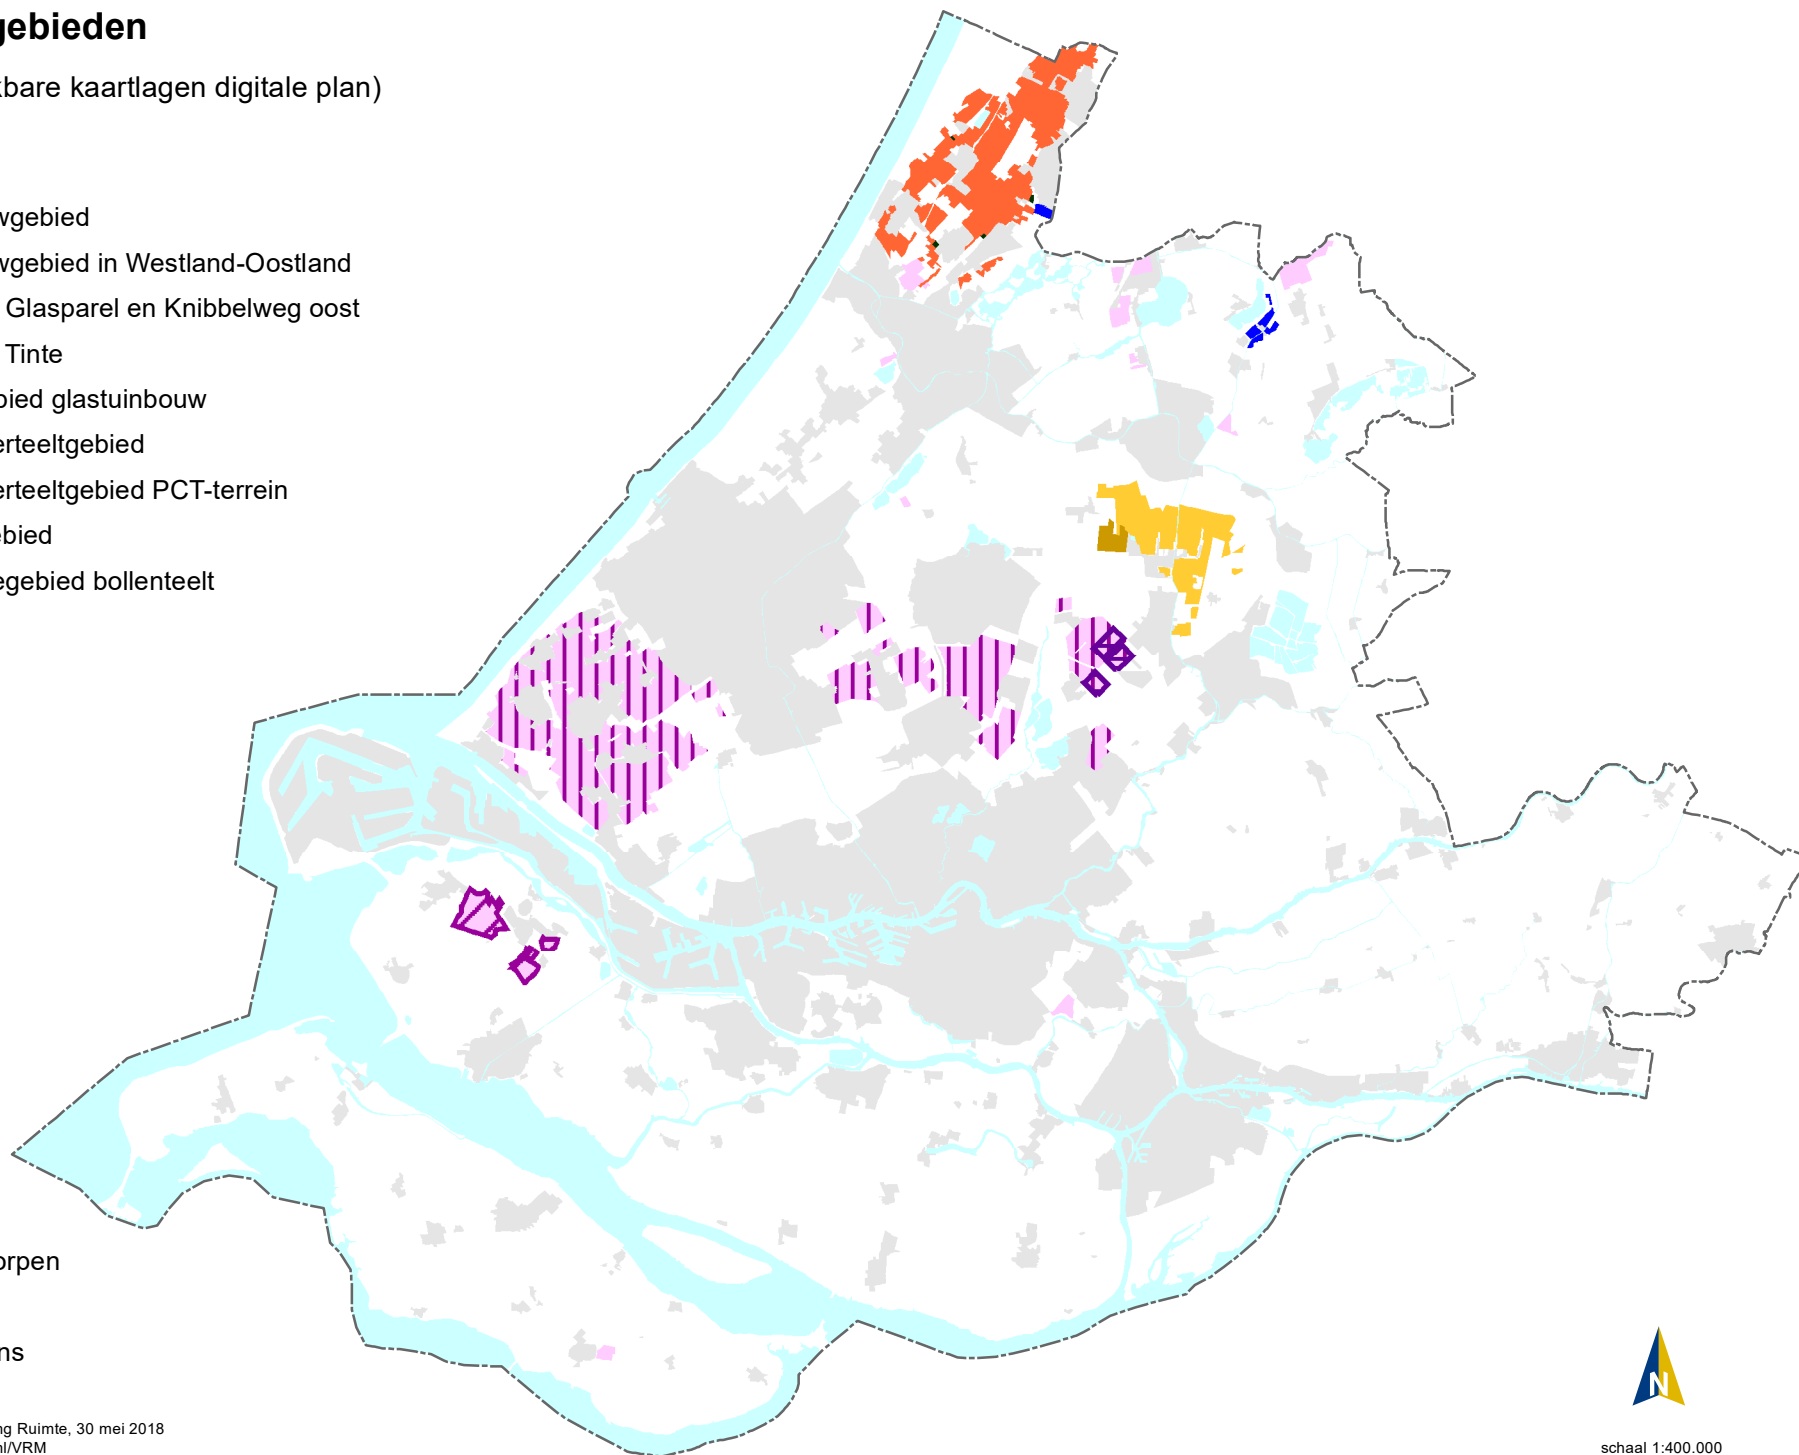 gebieden
kbare kaartlagen digitale plan)
wgebied
wgebied in Westland-Oostland
Glasparel en Knibbelweg oost
Tinte
bied glastuinbouw
erteeltgebied
erteeltgebied PCT-terrein
ebied
egebied bollenteelt
orpen
ns
ng Ruimte, 30 mei 2018
nl/VRM
N
schaal 1:400.000